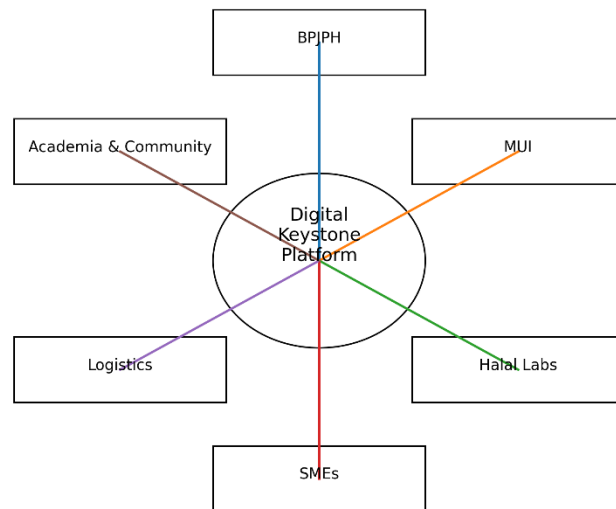 BPJPH
Academia & Community
MUI
Digital
Keystone
Platform
Logistics
Halal Labs
SMEs